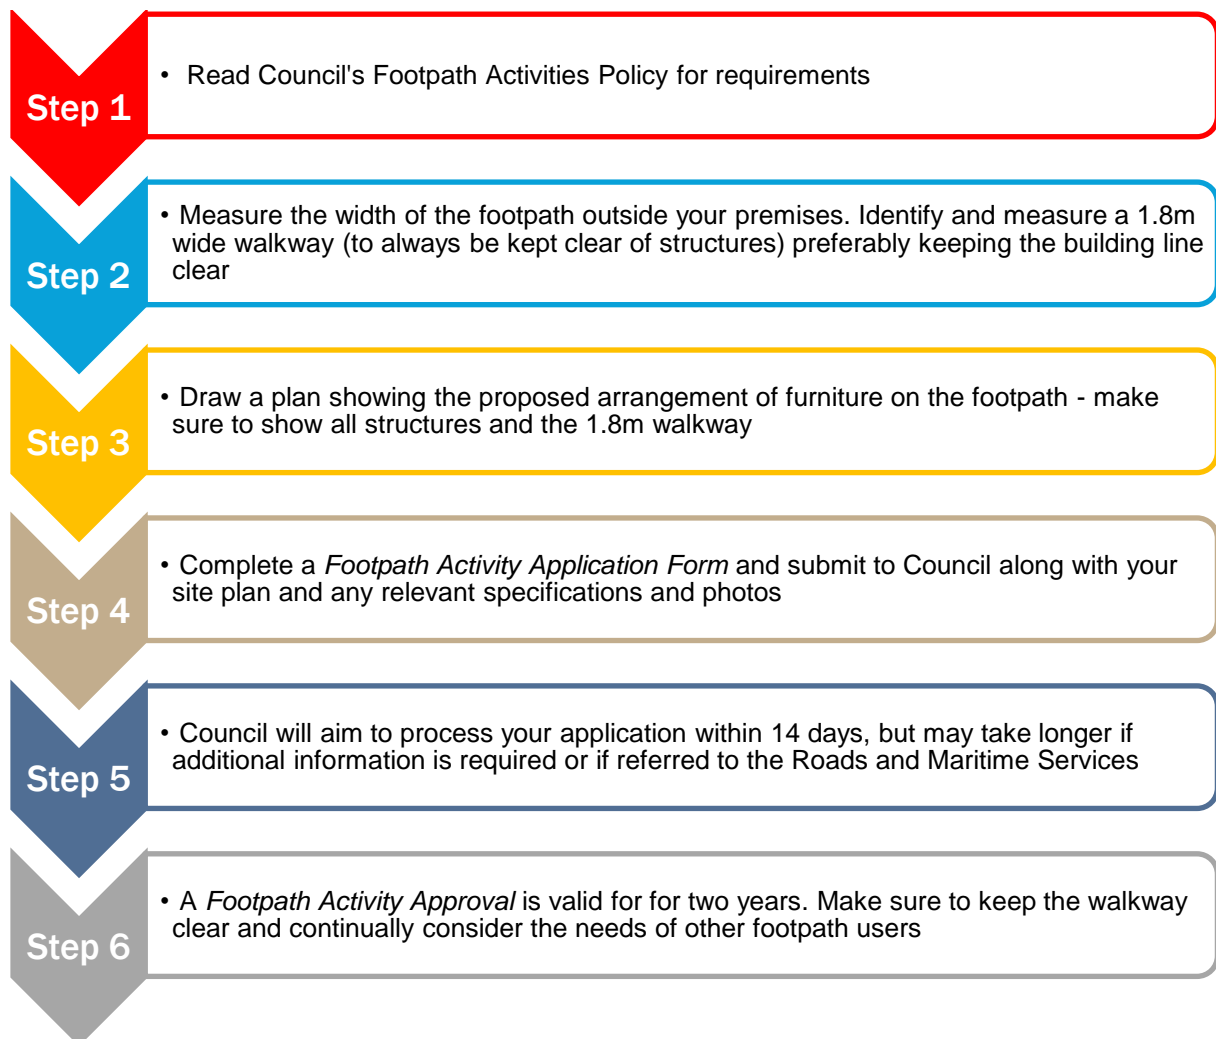 Step 1
• Read Council's Footpath Activities Policy for requirements
Step 2
• Measure the width of the footpath outside your premises. Identify and measure a 1.8m
wide walkway (to always be kept clear of structures) preferably keeping the building line
clear
Step 3
• Draw a plan showing the proposed arrangement of furniture on the footpath - make
sure to show all structures and the 1.8m walkway
Step 4
• Complete a Footpath Activity Application Form and submit to Council along with your
site plan and any relevant specifications and photos
Step 5
• Council will aim to process your application within 14 days, but may take longer if
additional information is required or if referred to the Roads and Maritime Services
Step 6
• A Footpath Activity Approval is valid for for two years. Make sure to keep the walkway
clear and continually consider the needs of other footpath users